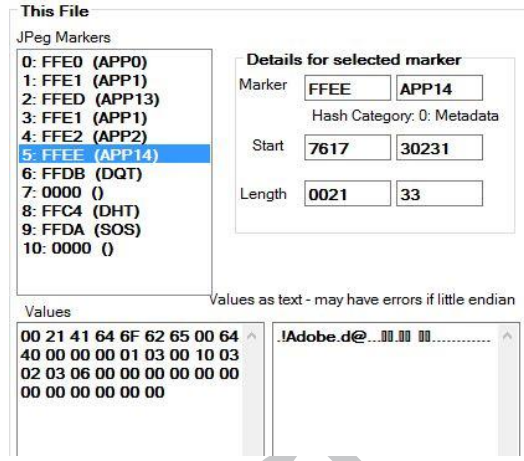 This File
JPeg Markers
0: FFE0 (APP0)
1: FFE1 (APP1)
2: FFED (APP13)
3: FFE1 (APP1)
4: FFE2 (APP2)
5: FFEE (APP14)
6: FFDB (DQT)
7: 0000 ()
8: FFC4 (DHT)
9: FFDA (SOS)
10: 0000 ()
Details for selected marker
Marker FFEE APP14
Hash Category: 0: Metadata
Start 7617 30231
Length 0021 33
Values
00 21 41 64 6F 62 65 00 64
40 00 00 00 01 03 00 10 03
02 03 06 00 00 00 00 00 00
00 00 00 00 00 00
Values as text - may have errors if little endian
.!Adobe.d@...